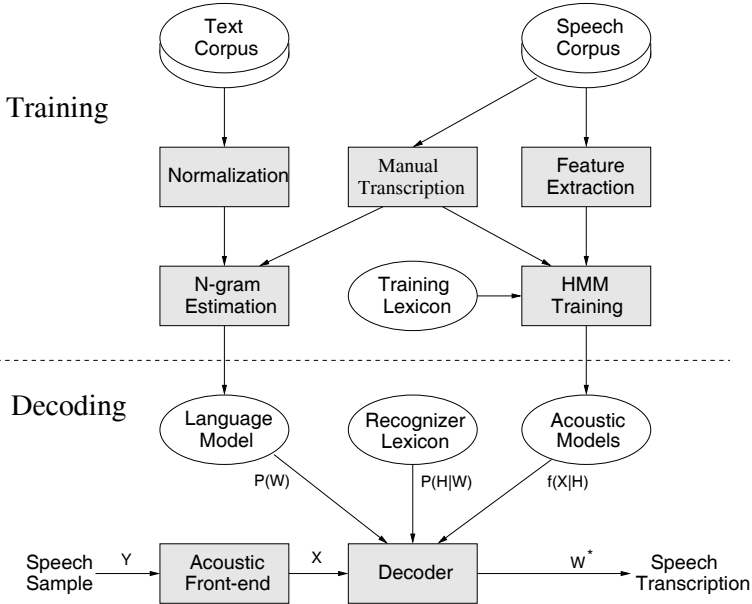 Text
Corpus
Speech
Corpus
Training
Normalization
Manual
Transcription
Feature
Extraction
N-gram
Estimation
Training
Lexicon
HMM
Training
Decoding
Language
Model
Recognizer
Lexicon
Acoustic
Models
P(W)
P(H|W)
f(X|H)
Speech
Sample
Y
Acoustic
Front-end
X
Decoder
W*
Speech
Transcription